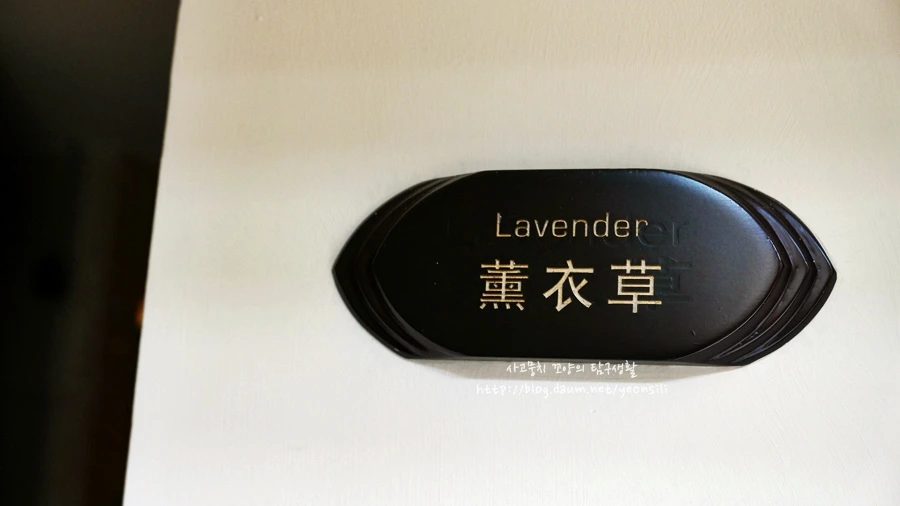 Lavender
薰衣草
사고뭉치 꼬양의 탐구생활
http://blog.daum.net/yeonsili